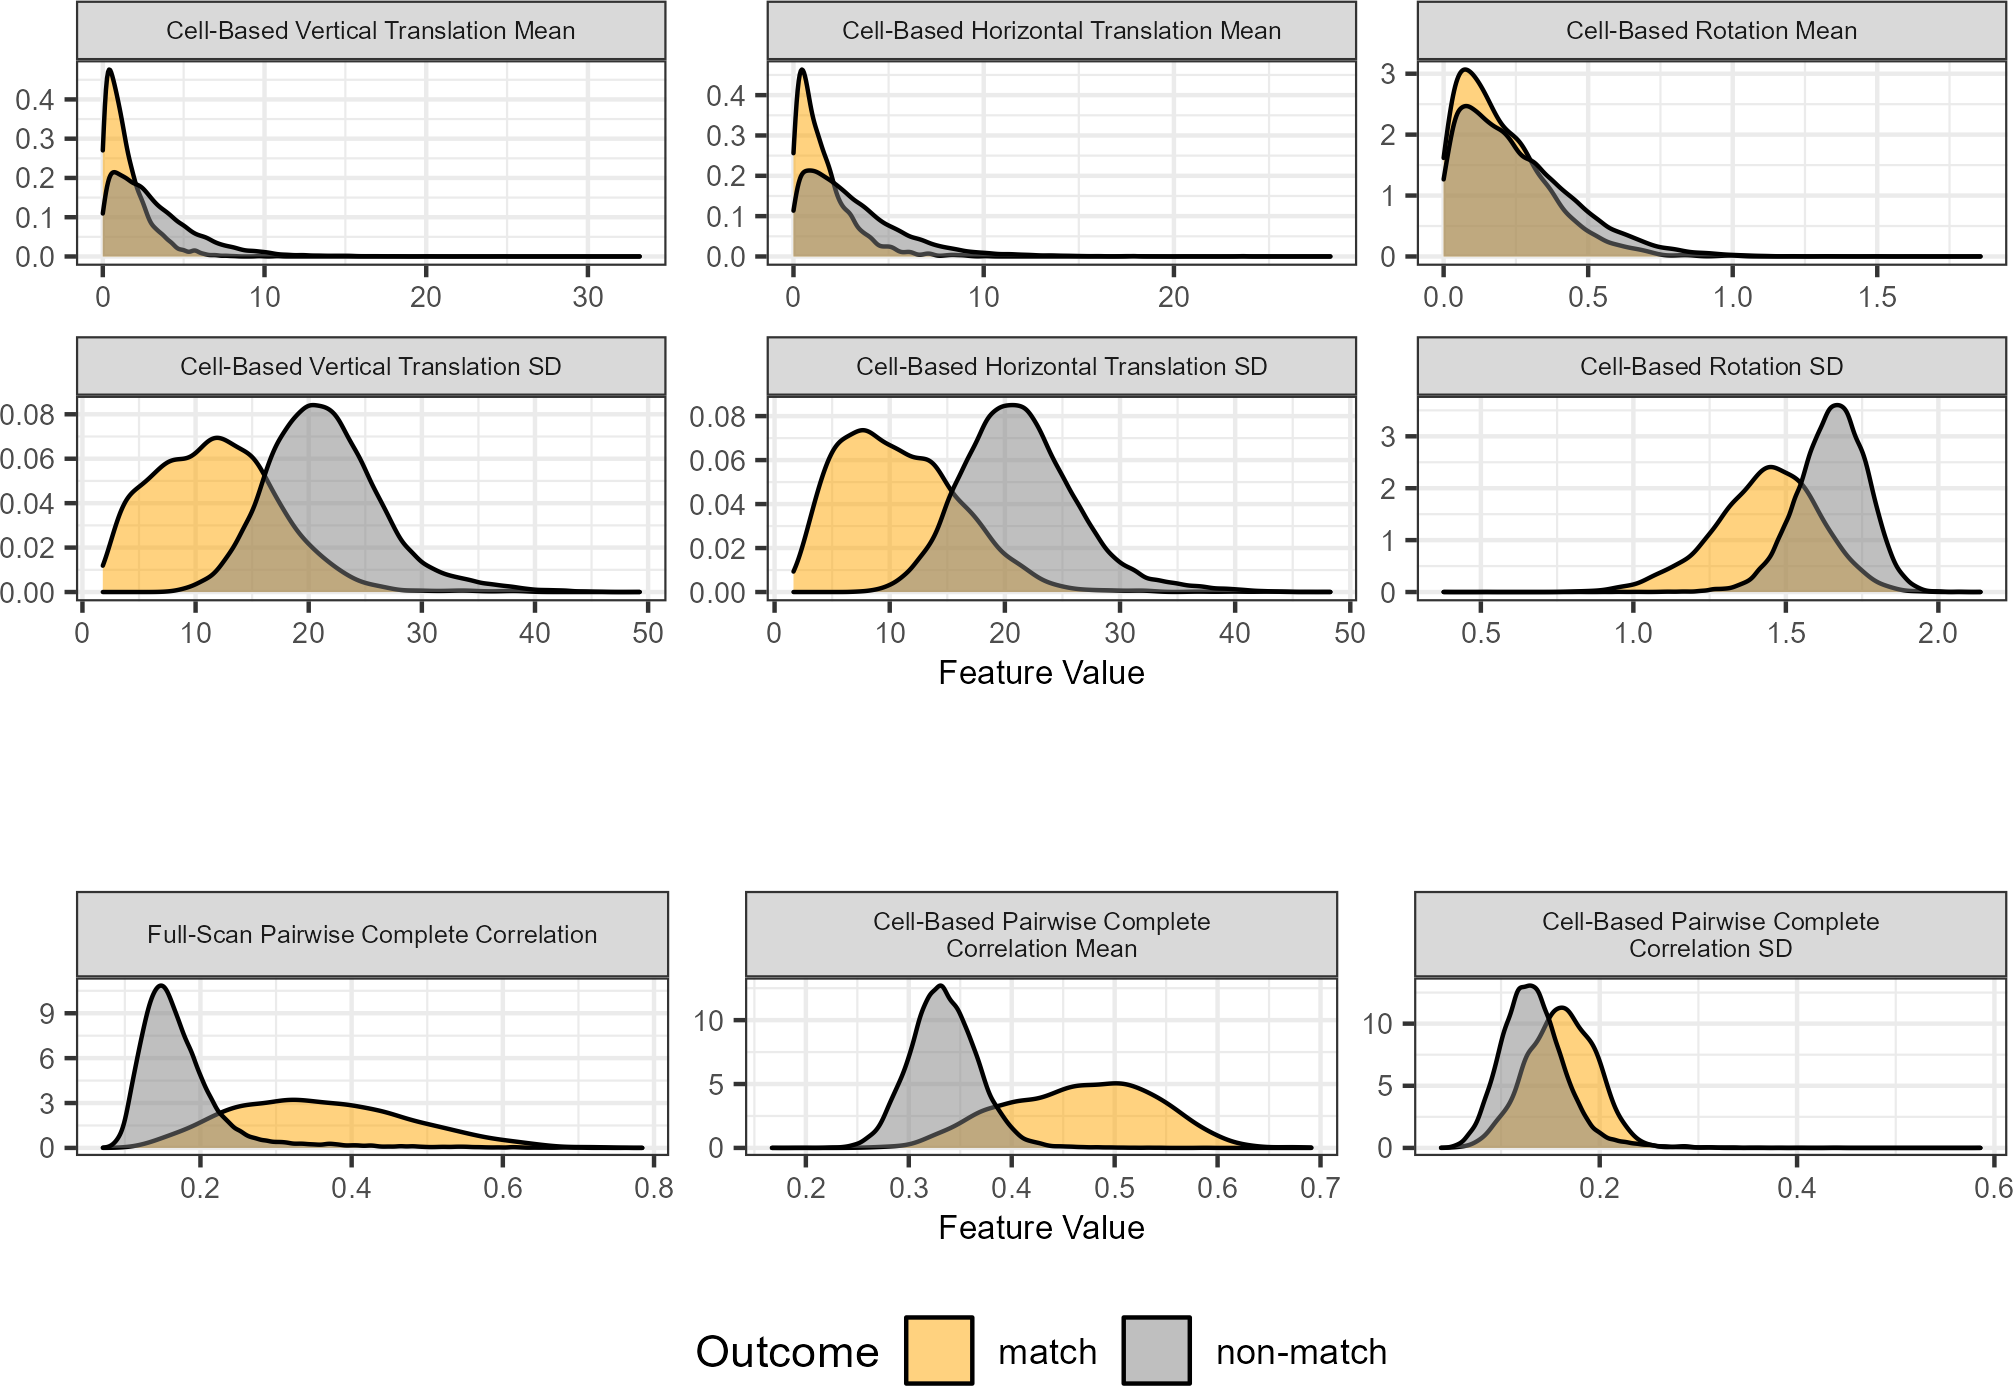 Cell-Based Vertical Translation Mean
Cell-Based Horizontal Translation Mean
Cell-Based Rotation Mean
0.4
0.3
0.2
0.1
0.0
0 10 20 30
0.4
0.3
0.2
0.1
0.0
0 10 20
3
2
1
0
0.0 0.5 1.0 1.5
Cell-Based Vertical Translation SD
Cell-Based Horizontal Translation SD
Cell-Based Rotation SD
0.08
0.06
0.04
0.02
0.00
0 10 20 30 40 50
0.08
0.06
0.04
0.02
0.00
0 10 20 30 40 50
3
2
1
0
0.5 1.0 1.5 2.0
Feature Value
Full-Scan Pairwise Complete Correlation
Cell-Based Pairwise Complete
Correlation Mean
Cell-Based Pairwise Complete
Correlation SD
9
6
3
0
0.2 0.4 0.6 0.8
10
5
0
0.2 0.3 0.4 0.5 0.6 0.7
10
5
0
0.2 0.4 0.6
Feature Value
Outcome match non-match